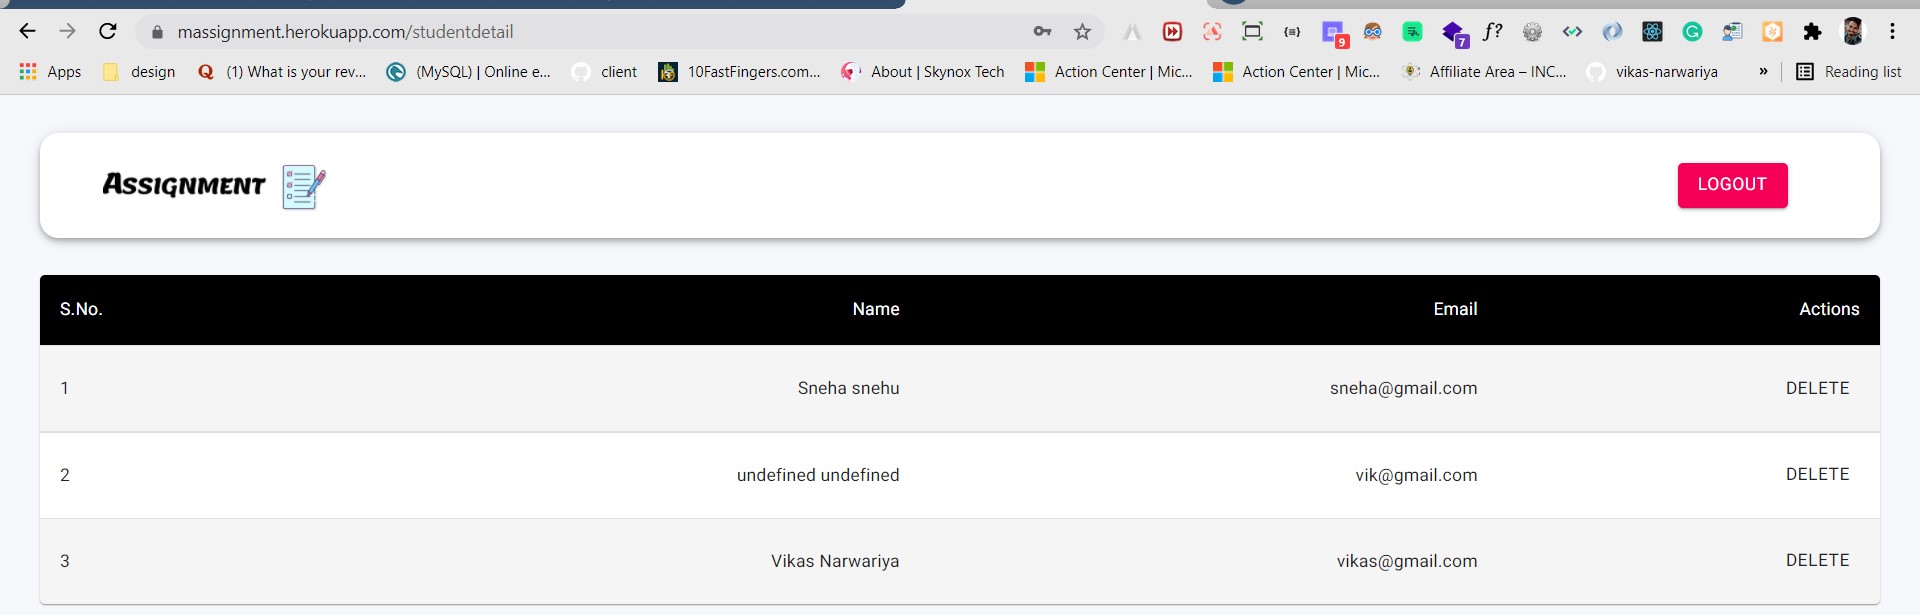 massignment.herokuapp.com/studentdetail
{≡} 9 7 f?
Apps design (1) What is your rev... (MySQL) | Online e... client 10FastFingers.com... About | Skynox Tech Action Center | Mic... Action Center | Mic... Affiliate Area – INC... vikas-narwariya » Reading list
Assignment LOGOUT
S.No. Name Email Actions
1 Sneha snehu sneha@gmail.com DELETE
2 undefined undefined vik@gmail.com DELETE
3 Vikas Narwariya vikas@gmail.com DELETE